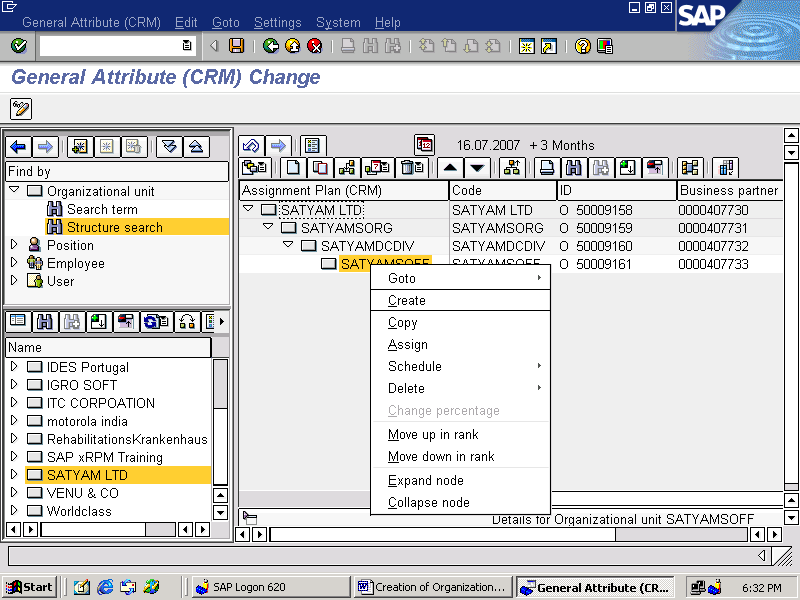 General Attribute (CRM) Edit Goto Settings System Help
SAP
General Attribute (CRM) Change
16.07.2007 + 3 Months
Find by
Organizational unit
Search term
Structure search
Position
Employee
User
Assignment Plan (CRM) Code ID Business partner
SATYAM LTD SATYAM LTD O 50009158 0000407730
SATYAMSORG SATYAMSORG O 50009159 0000407731
SATYAMDCDIV SATYAMDCDIV O 50009160 0000407732
SATYAMSOFF SATYAMSOFF O 50009161 0000407733
Goto
Create
Copy
Assign
Schedule
Delete
Change percentage
Move up in rank
Move down in rank
Expand node
Collapse node
Name
IDES Portugal
IGRO SOFT
ITC CORPOATION
motorola india
RehabilitationsKrankenhaus
SAP xRPM Training
SATYAM LTD
VENU & CO
Worldclass
Details for Organizational unit SATYAMSOFF
Start SAP Logon 620 Creation of Organization... General Attribute (CR... 6:32 PM